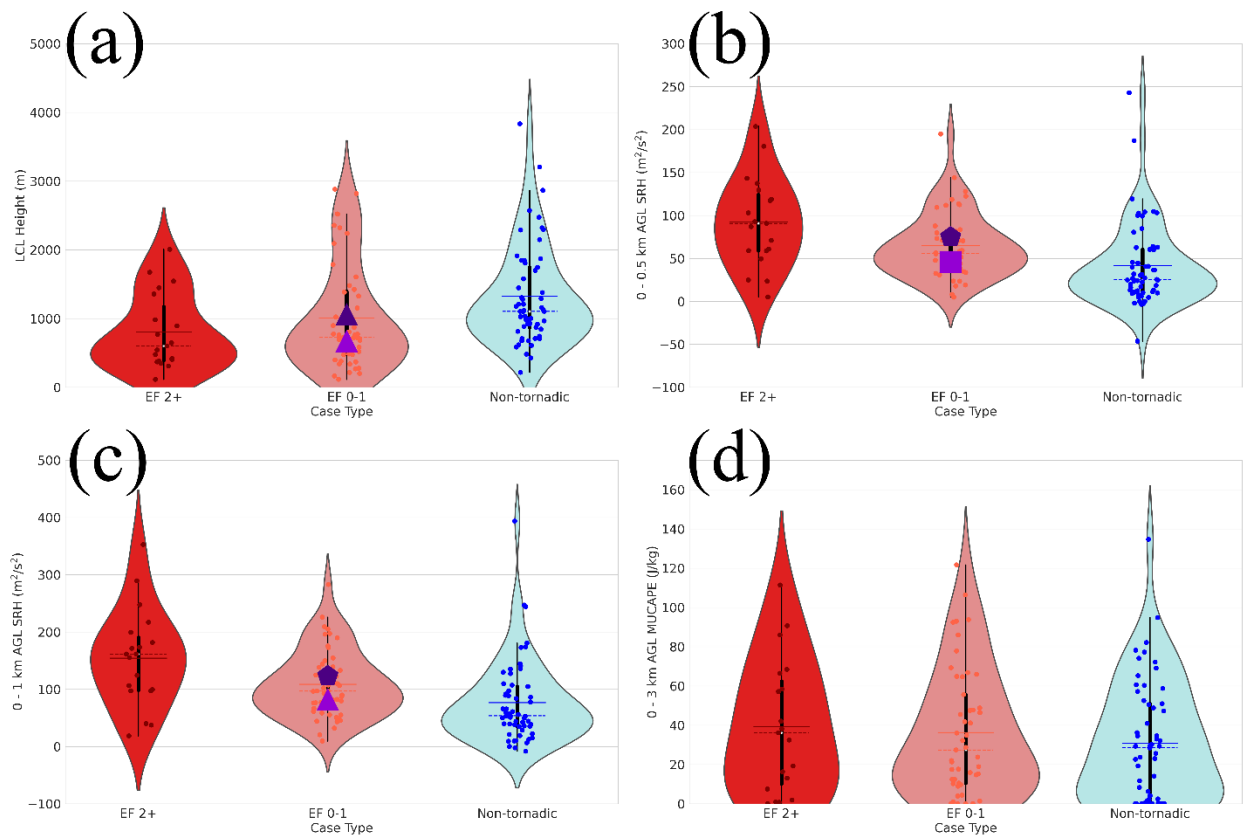 (a)
5000
4000
3000
2000
1000
0
LCL Height (m)
EF 2+ EF 0-1 Non-tornadic
Case Type
(b)
300
250
200
150
100
50
0
−50
−100
0 - 0.5 km AGL SRH (m²/s²)
EF 2+ EF 0-1 Non-tornadic
Case Type
(c)
500
400
300
200
100
0
−100
0 - 1 km AGL SRH (m²/s²)
EF 2+ EF 0-1 Non-tornadic
Case Type
(d)
160
140
120
100
80
60
40
20
0
0 - 3 km AGL MUCAPE (J/kg)
EF 2+ EF 0-1 Non-tornadic
Case Type